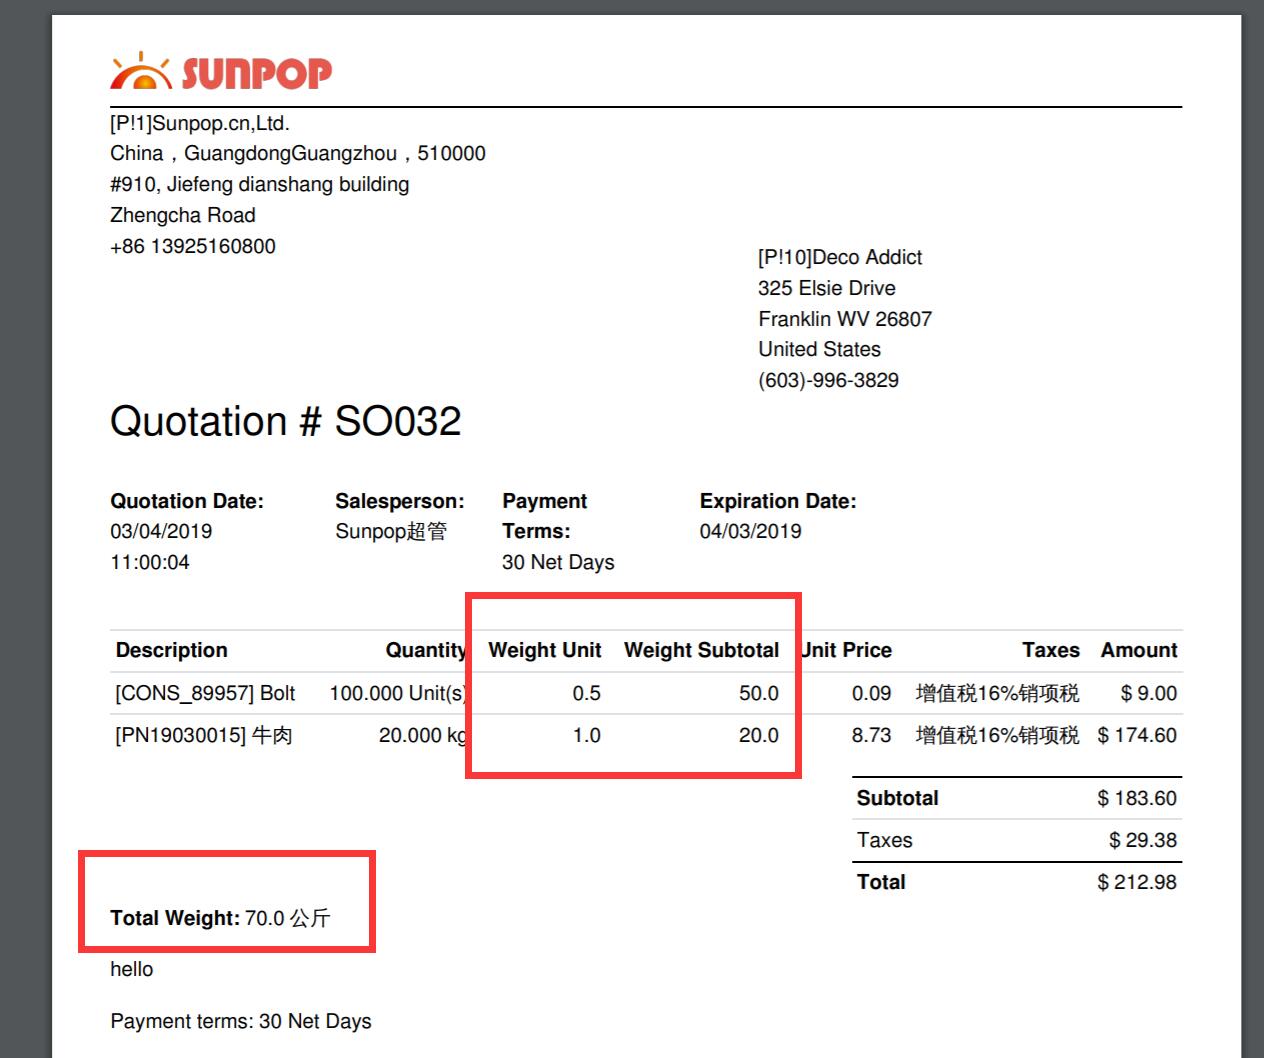 SUNPOP
[P!1]Sunpop.cn,Ltd.
China，GuangdongGuangzhou，510000
#910, Jiefeng dianshang building
Zhengcha Road
+86 13925160800
[P!10]Deco Addict
325 Elsie Drive
Franklin WV 26807
United States
(603)-996-3829
Quotation # SO032
Quotation Date: Salesperson: Payment Expiration Date:
03/04/2019 Sunpop超管 Terms: 04/03/2019
11:00:04 30 Net Days
Description Quantity Weight Unit Weight Subtotal Unit Price Taxes Amount
[CONS_89957] Bolt 100.000 Unit(s) 0.5 50.0 0.09 增值税16%销项税 $ 9.00
[PN19030015] 牛肉 20.000 kg 1.0 20.0 8.73 增值税16%销项税 $ 174.60
Subtotal $ 183.60
Taxes $ 29.38
Total $ 212.98
Total Weight: 70.0 公斤
hello
Payment terms: 30 Net Days